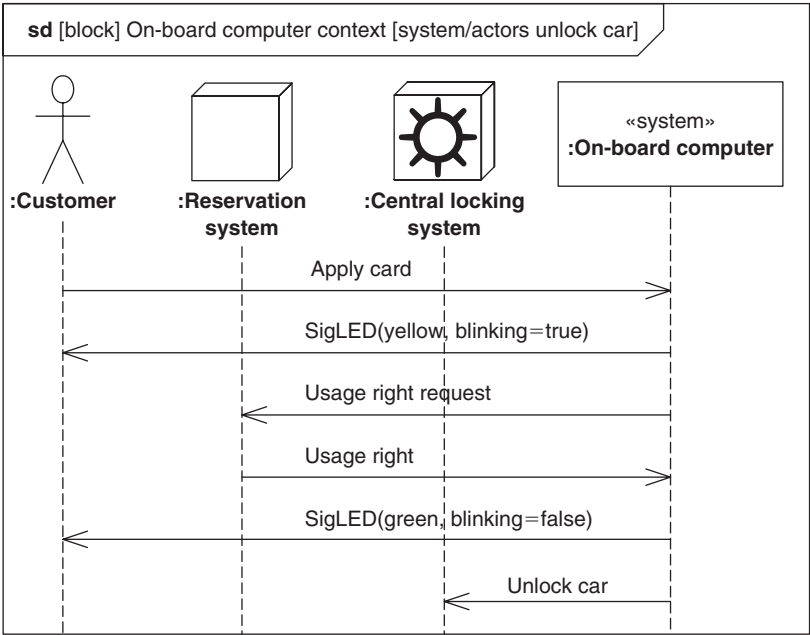 sd [block] On-board computer context [system/actors unlock car]
«system»
:On-board computer
:Customer
:Reservation
system
:Central locking
system
Apply card
SigLED(yellow, blinking=true)
Usage right request
Usage right
SigLED(green, blinking=false)
Unlock car